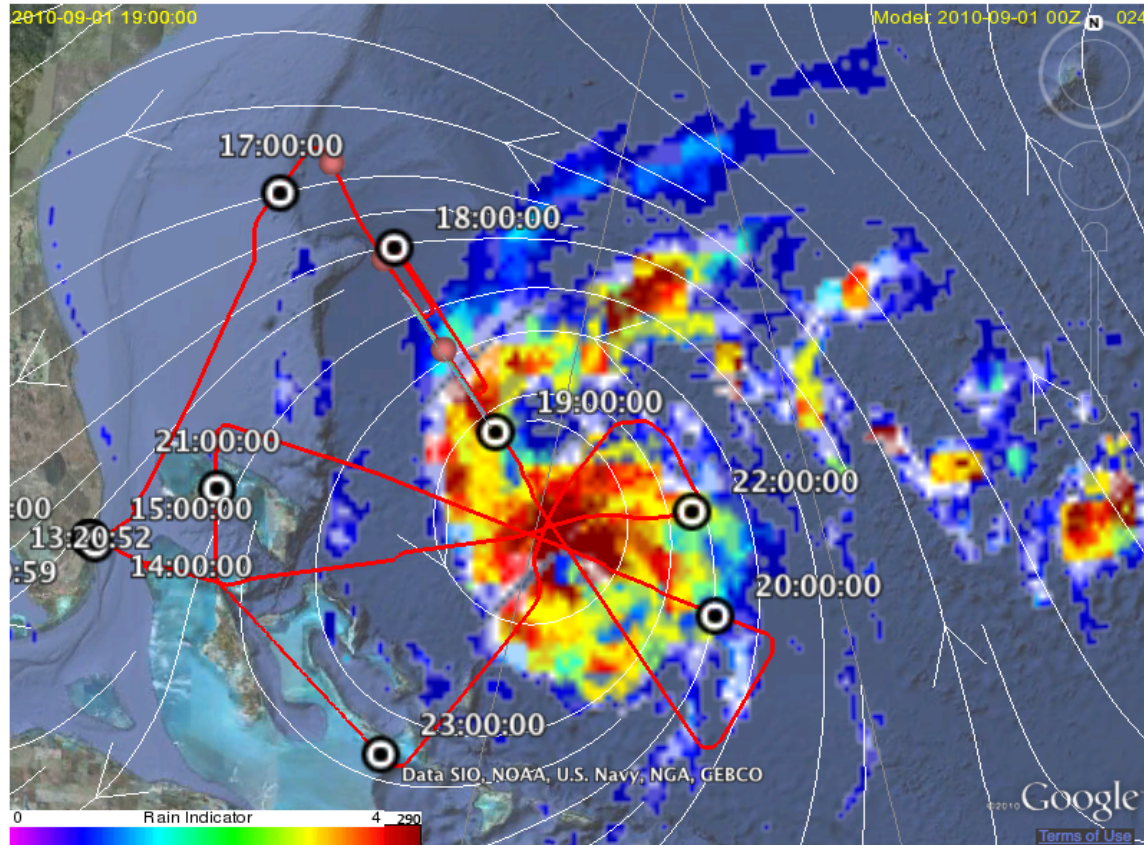 2010-09-01 19:00:00
Model: 2010-09-01 00Z 024
N
17:00:00
18:00:00
19:00:00
21:00:00
22:00:00
15:00:00
:00
13:20:52
14:00:00
:59
20:00:00
23:00:00
Data SIO, NOAA, U.S. Navy, NGA, GEBCO
©2010 Google
0 Rain Indicator 4 290
Terms of Use